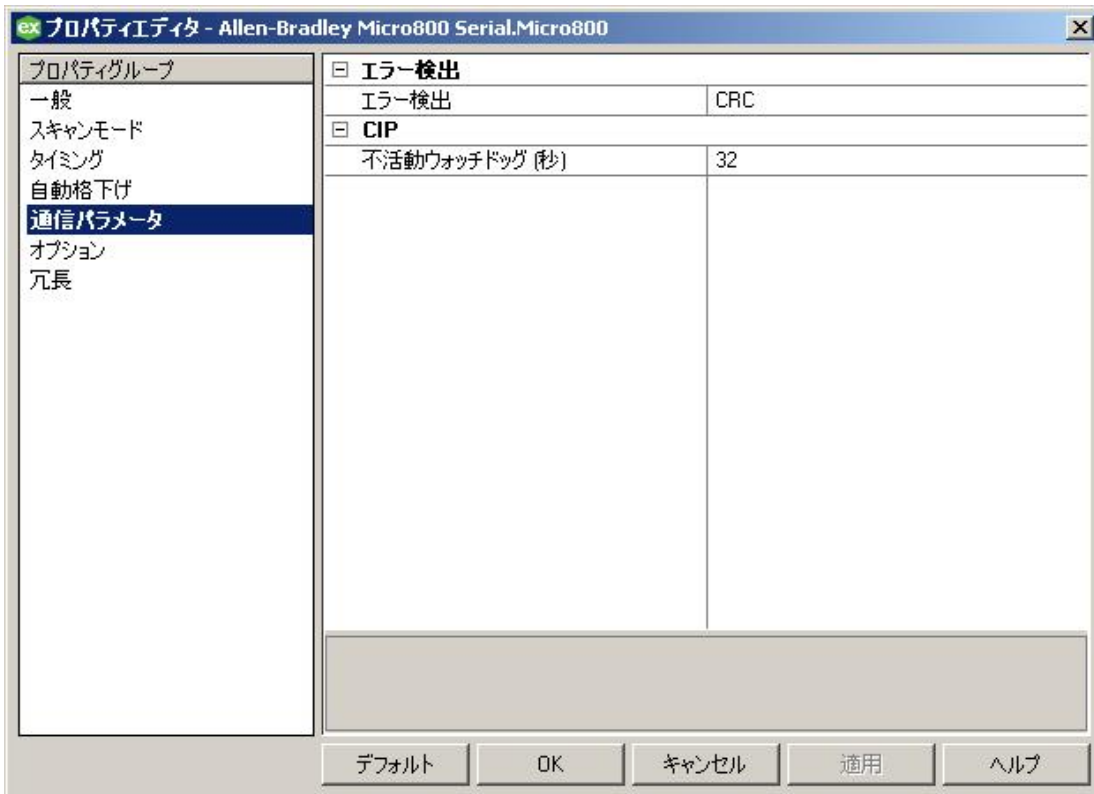 ex プロパティエディタ - Allen-Bradley Micro800 Serial.Micro800
プロパティグループ
一般
スキャンモード
タイミング
自動格下げ
通信パラメータ
オプション
冗長
エラー検出
エラー検出 CRC
CIP
不活動ウォッチドッグ (秒) 32
デフォルト OK キャンセル 適用 ヘルプ